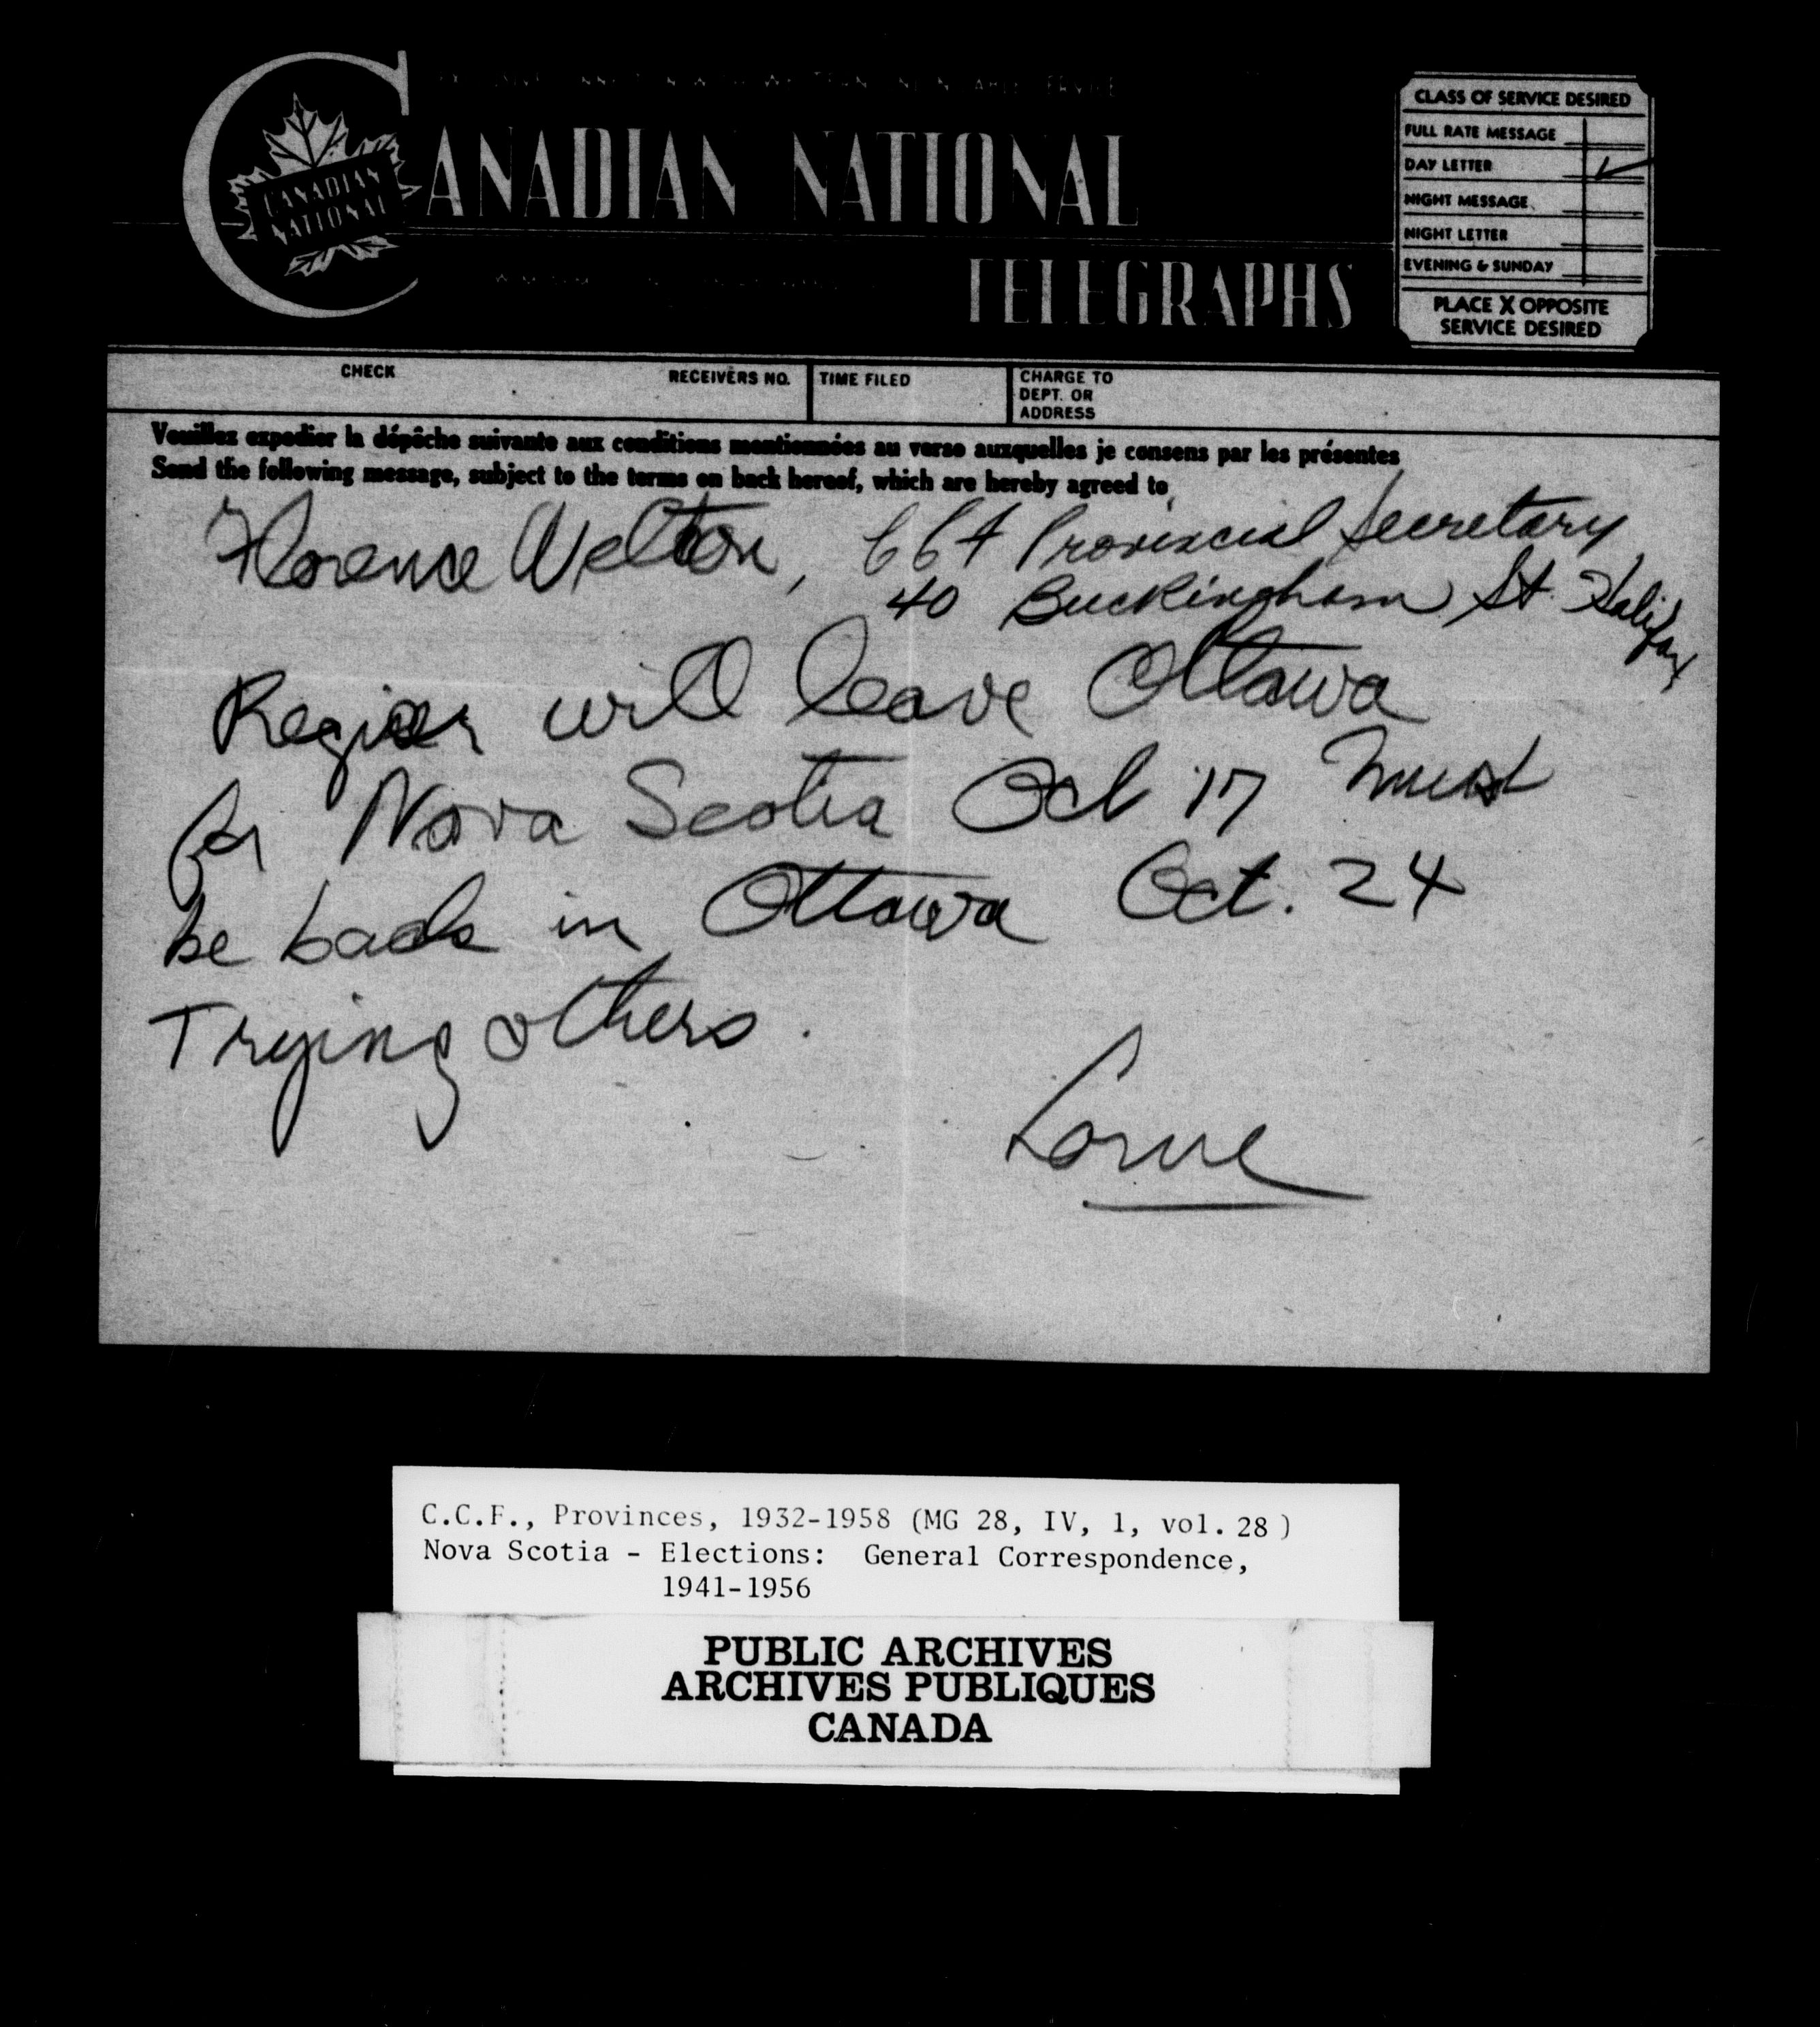 CANADIAN NATIONAL
CANADIAN
NATIONAL
TELEGRAPHS
CLASS OF SERVICE DESIRED
FULL RATE MESSAGE
DAY LETTER ✓
NIGHT MESSAGE
NIGHT LETTER
EVENING & SUNDAY
PLACE X OPPOSITE
SERVICE DESIRED
CHECK
RECEIVERS NO.
TIME FILED
CHARGE TO
DEPT. OR
ADDRESS
Veuillez expedier la dépêche suivante aux conditions mentionnées au verso auxquelles je consens par les présentes
Send the following message, subject to the terms on back hereof, which are hereby agreed to
Florence Welton, CCF Provincial Secretary
40 Buckingham St. Halifax
Regier will leave Ottawa
for Nova Scotia Oct 17 Must
be back in Ottawa Oct. 24
Trying others.
Lorne
C.C.F., Provinces, 1932-1958 (MG 28, IV, 1, vol. 28)
Nova Scotia - Elections: General Correspondence,
1941-1956
PUBLIC ARCHIVES
ARCHIVES PUBLIQUES
CANADA